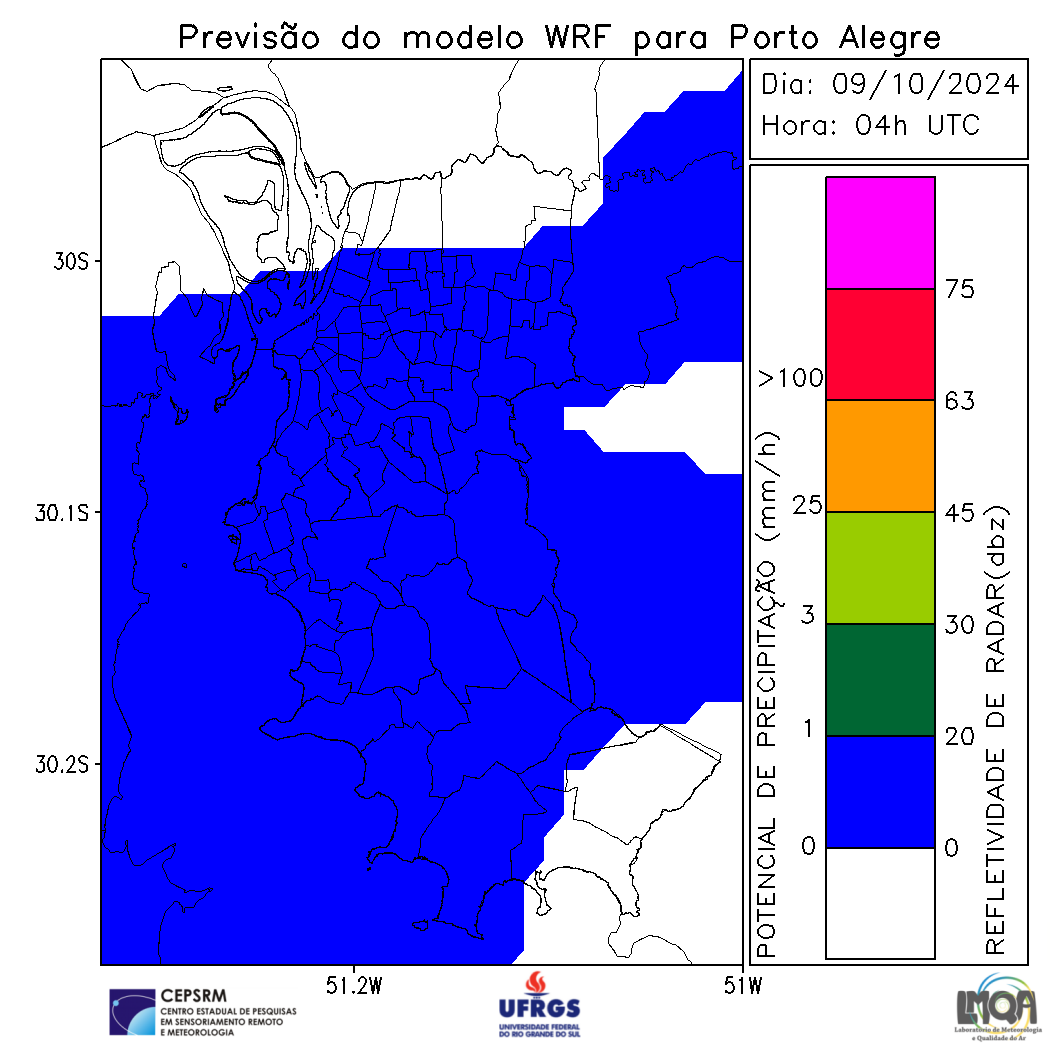 Previsão do modelo WRF para Porto Alegre
Dia: 09/10/2024
Hora: 04h UTC
30S
30.1S
30.2S
51.2W
51W
POTENCIAL DE PRECIPITAÇÃO (mm/h)
>100
25
3
1
0
75
63
45
30
20
0
REFLETIVIDADE DE RADAR(dbz)
CEPSRM
CENTRO ESTADUAL DE PESQUISAS
EM SENSORIAMENTO REMOTO
E METEOROLOGIA
UFRGS
UNIVERSIDADE FEDERAL
DO RIO GRANDE DO SUL
LMQA
Laboratório de Meteorologia
e Qualidade do Ar